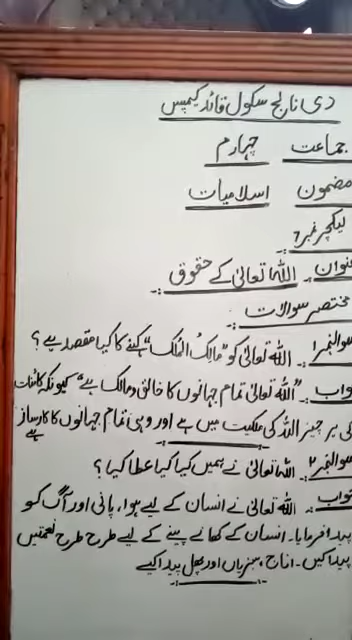 دی نالج سکول قائد کیمپس
جماعت چہارم
مضمون اسلامیات
لیکچر نمبر 7
عنوان:۔ اللہ تعالیٰ کے حقوق
مختصر سوالات
سوال نمبر ۱ اللہ تعالیٰ کو "مالکُ الملک" کہنے کا کیا مقصد ہے؟
جواب:۔ "اللہ تعالیٰ تمام جہانوں کا خالق و مالک ہے" کیونکہ کائنات
کی ہر چیز اللہ کی ملکیت میں ہے اور وہی تمام جہانوں کا کارساز ہے
سوال نمبر ۲:۔ اللہ تعالیٰ نے ہمیں کیا کیا عطا کیا؟
جواب:۔ اللہ تعالیٰ نے انسان کے لیے ہوا، پانی اور آگ کو
پیدا فرمایا۔ انسان کے کھانے پینے کے لیے طرح طرح نعمتیں
پیدا کیں۔ اناج، سبزیاں اور پھل پیدا کیے